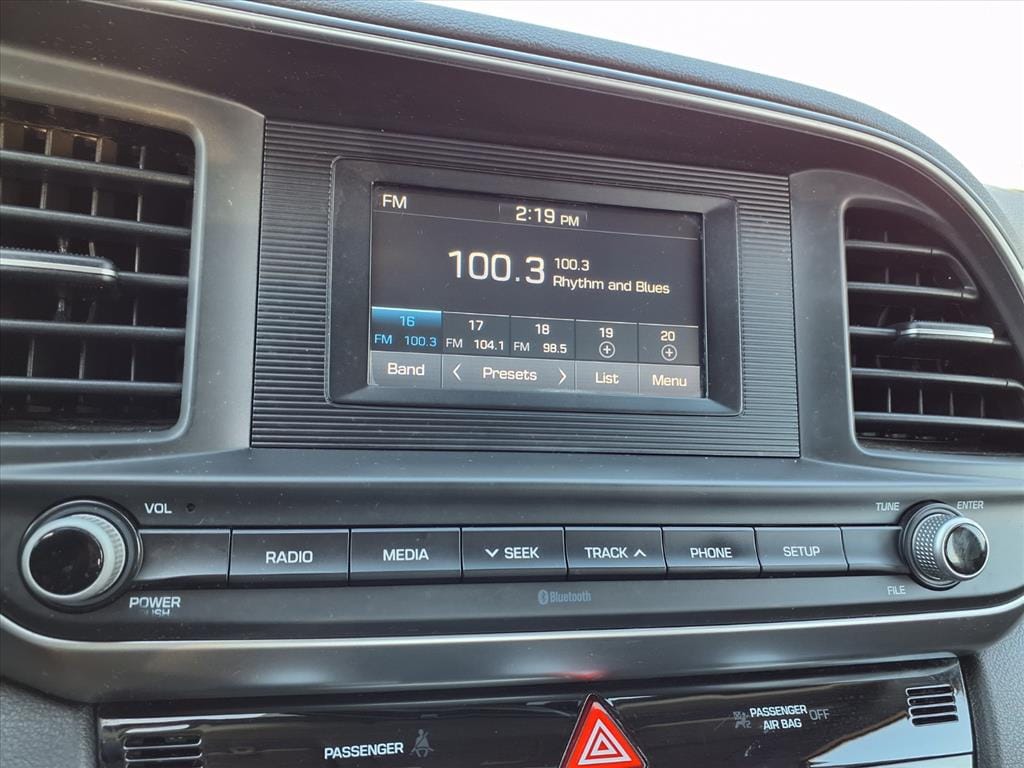 FM
2:19 PM
100.3
100.3
Rhythm and Blues
16 17 18 19 20
FM 100.3 FM 104.1 FM 98.5
Band Presets List Menu
VOL TUNE ENTER
RADIO MEDIA SEEK TRACK PHONE SETUP
POWER Bluetooth FILE
PASSENGER
PASSENGER
AIR BAG OFF